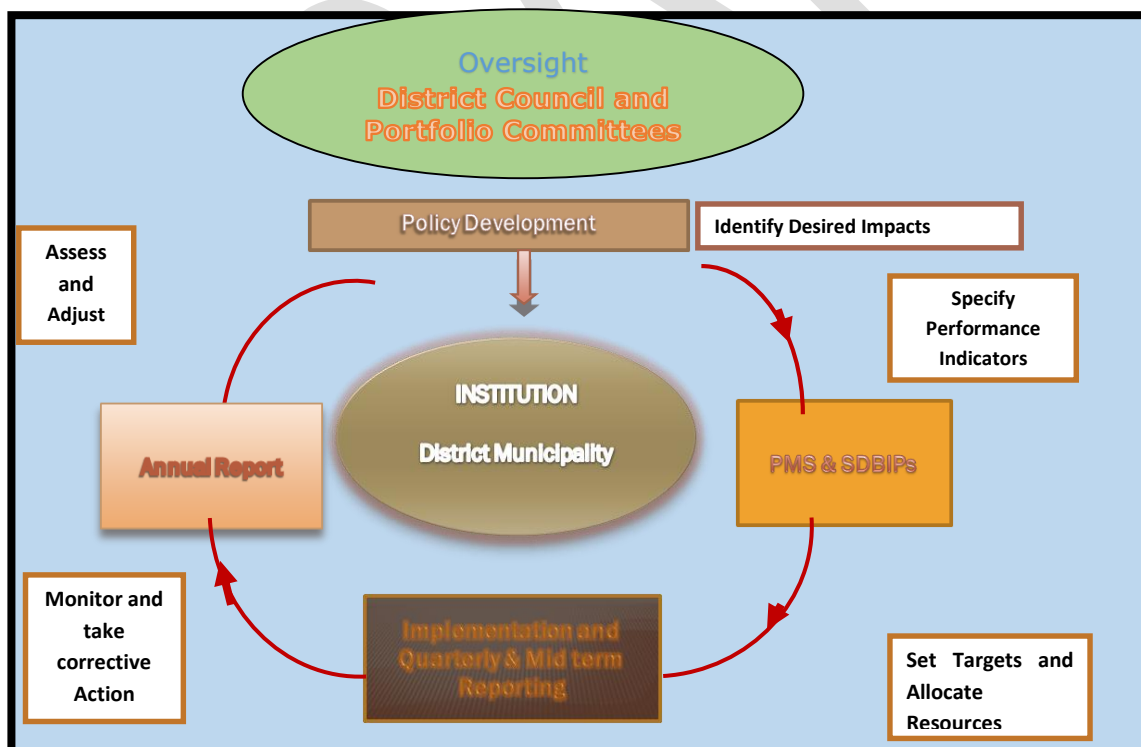 Oversight
District Council and
Portfolio Committees
Policy Development
Identify Desired Impacts
Assess
and
Adjust
Specify
Performance
Indicators
INSTITUTION
District Municipality
Annual Report
PMS & SDBIPs
Monitor and
take
corrective
Action
Implementation and
Quarterly & Mid term
Reporting
Set Targets and
Allocate
Resources